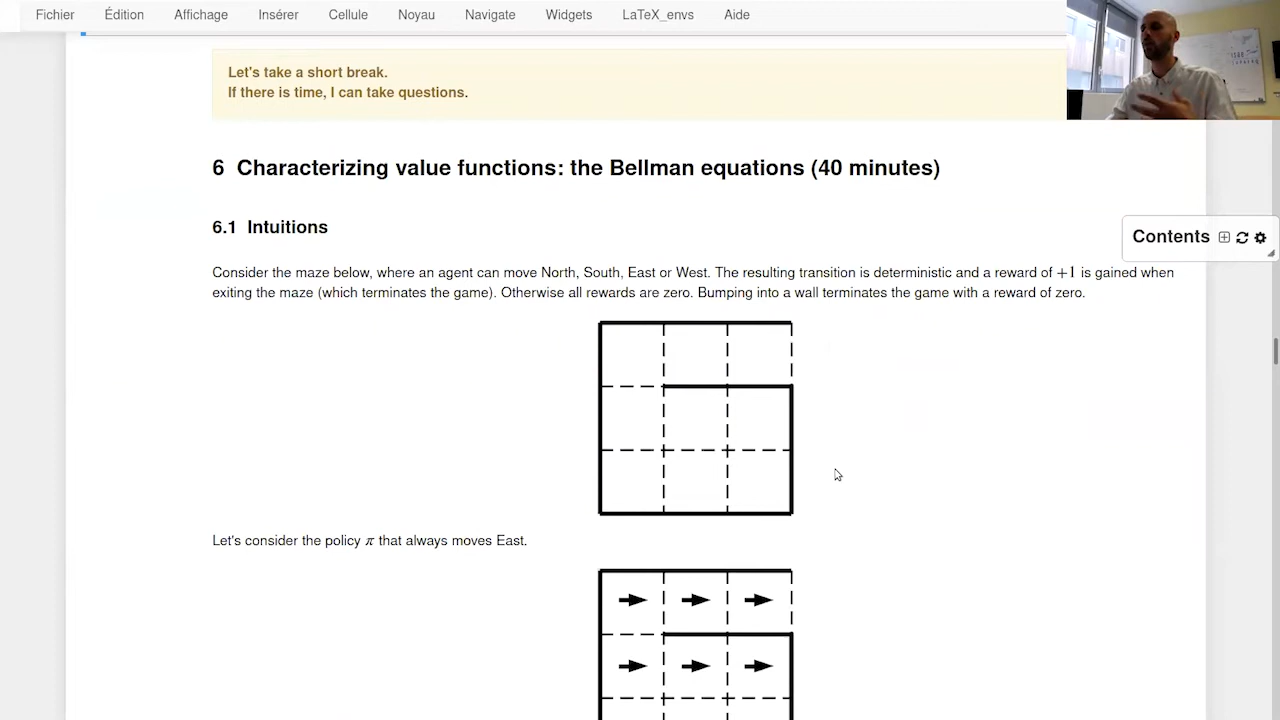 Fichier Édition Affichage Insérer Cellule Noyau Navigate Widgets LaTeX_envs Aide
Let's take a short break.
If there is time, I can take questions.
6 Characterizing value functions: the Bellman equations (40 minutes)
6.1 Intuitions
Contents
Consider the maze below, where an agent can move North, South, East or West. The resulting transition is deterministic and a reward of +1 is gained when
exiting the maze (which terminates the game). Otherwise all rewards are zero. Bumping into a wall terminates the game with a reward of zero.
Let's consider the policy π that always moves East.